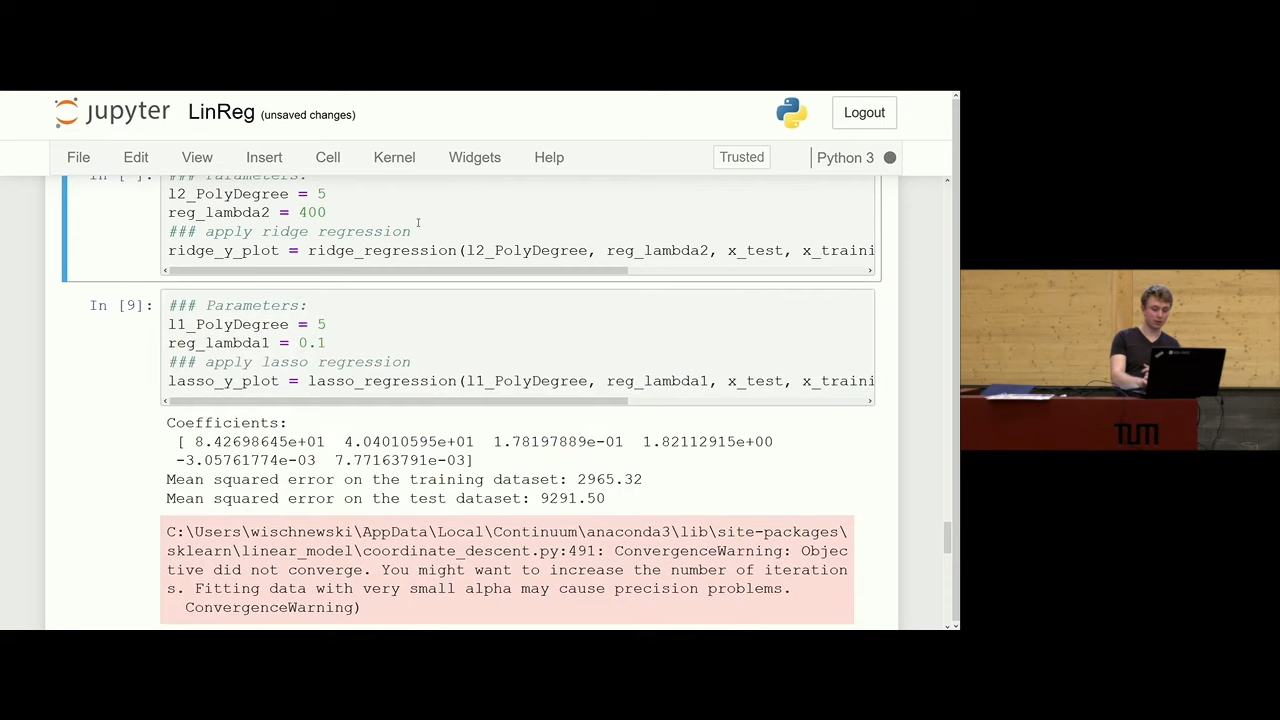 jupyter LinReg (unsaved changes)
Logout
File Edit View Insert Cell Kernel Widgets Help Trusted Python 3
In [ ]: ### Parameters:
l2_PolyDegree = 5
reg_lambda2 = 400
### apply ridge regression
ridge_y_plot = ridge_regression(l2_PolyDegree, reg_lambda2, x_test, x_traini
In [9]: ### Parameters:
l1_PolyDegree = 5
reg_lambda1 = 0.1
### apply lasso regression
lasso_y_plot = lasso_regression(l1_PolyDegree, reg_lambda1, x_test, x_traini
Coefficients:
[ 8.42698645e+01 4.04010595e+01 1.78197889e-01 1.82112915e+00
-3.05761774e-03 7.77163791e-03]
Mean squared error on the training dataset: 2965.32
Mean squared error on the test dataset: 9291.50
C:\Users\wischnewski\AppData\Local\Continuum\anaconda3\lib\site-packages\
sklearn\linear_model\coordinate_descent.py:491: ConvergenceWarning: Objec
tive did not converge. You might want to increase the number of iteration
s. Fitting data with very small alpha may cause precision problems.
ConvergenceWarning)
TUM